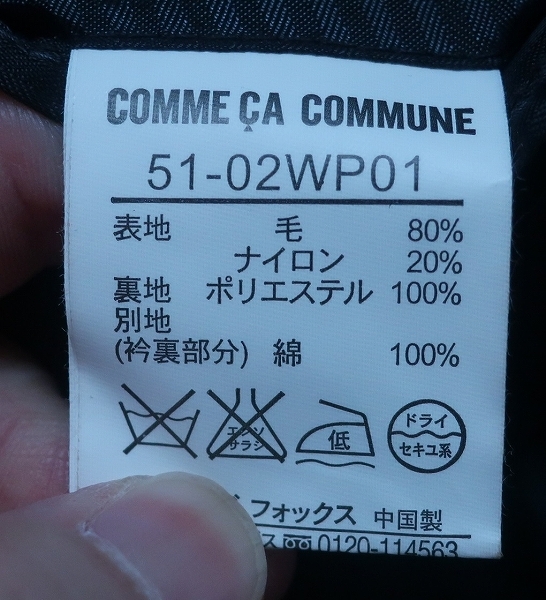 COMME ÇA COMMUNE
51-02WP01
表地 毛 80%
ナイロン 20%
裏地 ポリエステル 100%
別地
(衿裏部分) 綿 100%
エンソ サラシ 低 ドライ セキユ系
フォックス 中国製
ス 0120-114563